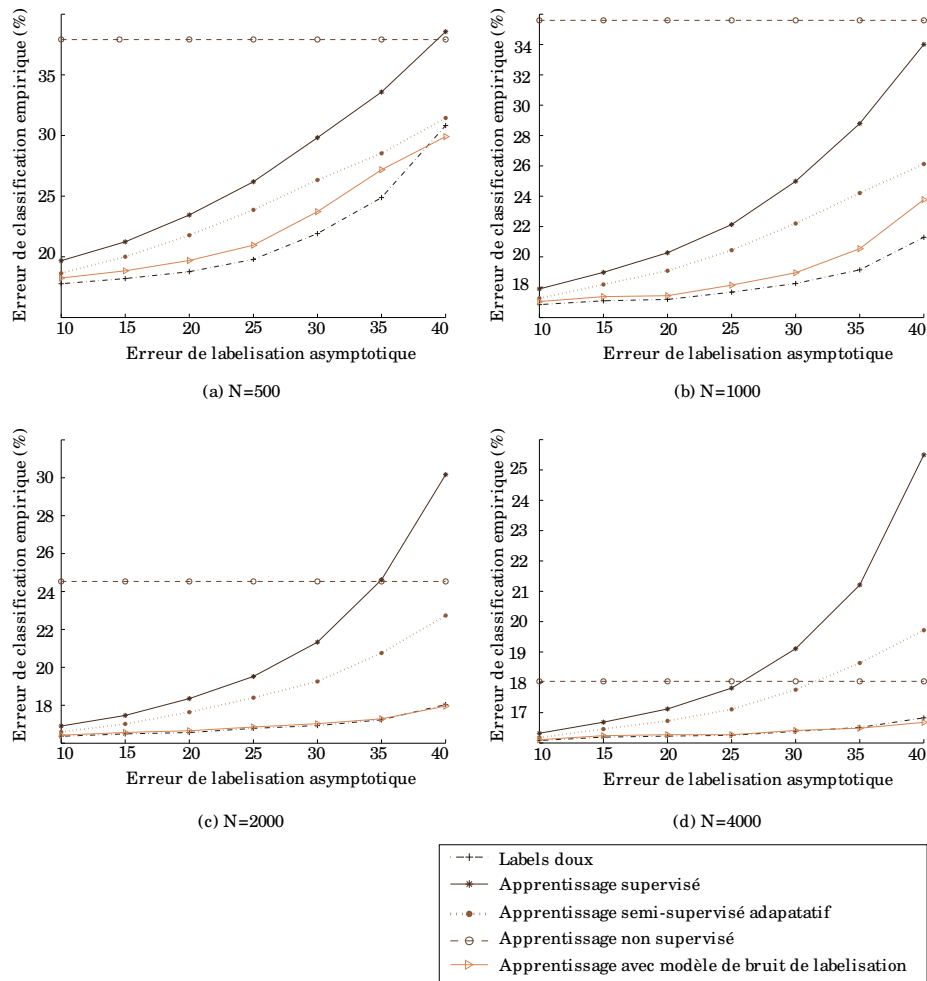 Erreur de classification empirique (%)
35
30
25
20
10 15 20 25 30 35 40
Erreur de labelisation asymptotique
(a) N=500
Erreur de classification empirique (%)
34
32
30
28
26
24
22
20
18
10 15 20 25 30 35 40
Erreur de labelisation asymptotique
(b) N=1000
Erreur de classification empirique (%)
30
28
26
24
22
20
18
10 15 20 25 30 35 40
Erreur de labelisation asymptotique
(c) N=2000
Erreur de classification empirique (%)
25
24
23
22
21
20
19
18
17
10 15 20 25 30 35 40
Erreur de labelisation asymptotique
(d) N=4000
Labels doux
Apprentissage supervisé
Apprentissage semi-supervisé adapatatif
Apprentissage non supervisé
Apprentissage avec modèle de bruit de labelisation